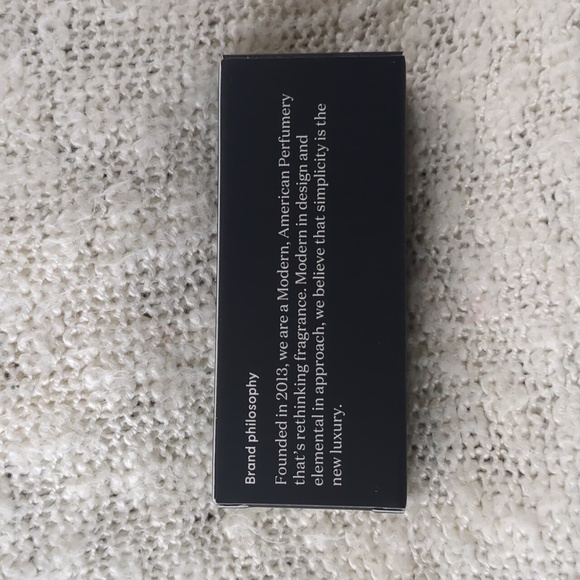 Brand philosophy
Founded in 2013, we are a Modern, American Perfumery
that's rethinking fragrance. Modern in design and
elemental in approach, we believe that simplicity is the
new luxury.